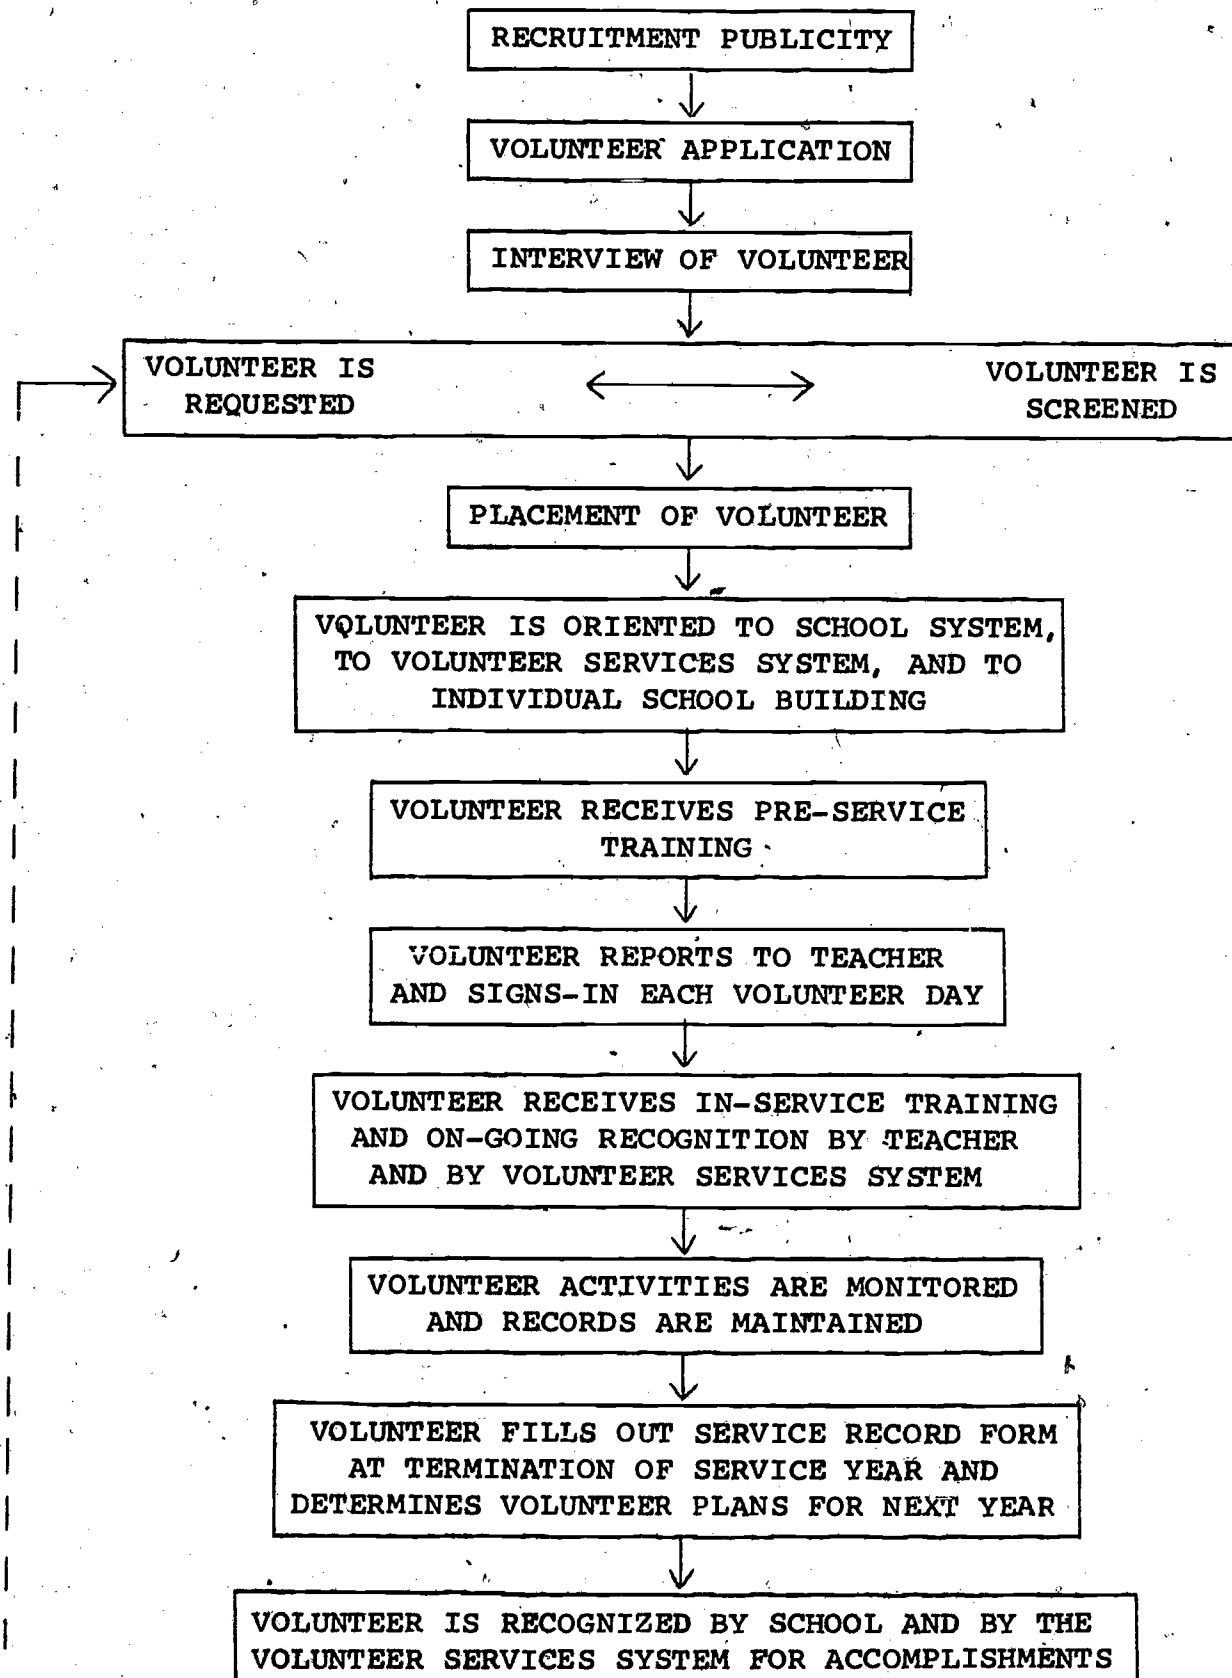 RECRUITMENT PUBLICITY
VOLUNTEER APPLICATION
INTERVIEW OF VOLUNTEER
VOLUNTEER IS
REQUESTED
VOLUNTEER IS
SCREENED
PLACEMENT OF VOLUNTEER
VOLUNTEER IS ORIENTED TO SCHOOL SYSTEM,
TO VOLUNTEER SERVICES SYSTEM, AND TO
INDIVIDUAL SCHOOL BUILDING
VOLUNTEER RECEIVES PRE-SERVICE
TRAINING
VOLUNTEER REPORTS TO TEACHER
AND SIGNS-IN EACH VOLUNTEER DAY
VOLUNTEER RECEIVES IN-SERVICE TRAINING
AND ON-GOING RECOGNITION BY TEACHER
AND BY VOLUNTEER SERVICES SYSTEM
VOLUNTEER ACTIVITIES ARE MONITORED
AND RECORDS ARE MAINTAINED
VOLUNTEER FILLS OUT SERVICE RECORD FORM
AT TERMINATION OF SERVICE YEAR AND
DETERMINES VOLUNTEER PLANS FOR NEXT YEAR
VOLUNTEER IS RECOGNIZED BY SCHOOL AND BY THE
VOLUNTEER SERVICES SYSTEM FOR ACCOMPLISHMENTS